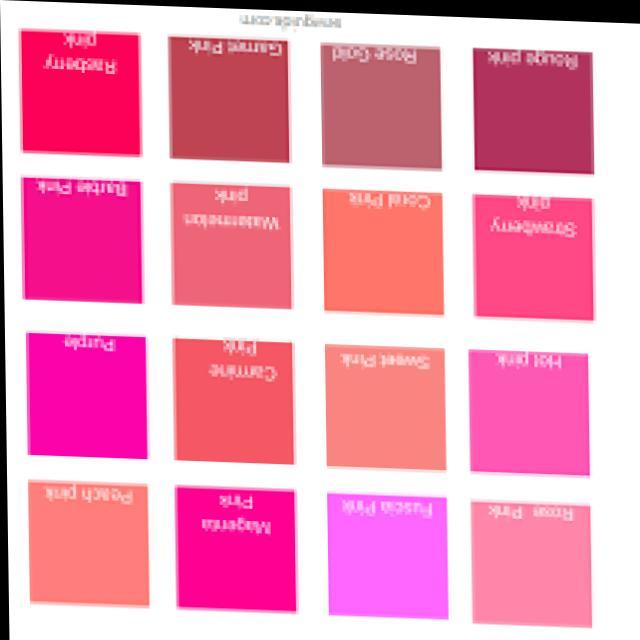 Rose Pink
Fuscia Pink
Magenta
Pink
Peach pink
Hot pink
Sweet Pink
Carmine
Pink
Purple
Strawberry
pink
Coral Pink
Watermelon
pink
Barbie Pink
Rouge pink
Rose Gold
Garnet Pink
Rasberry
pink
sewguide.com